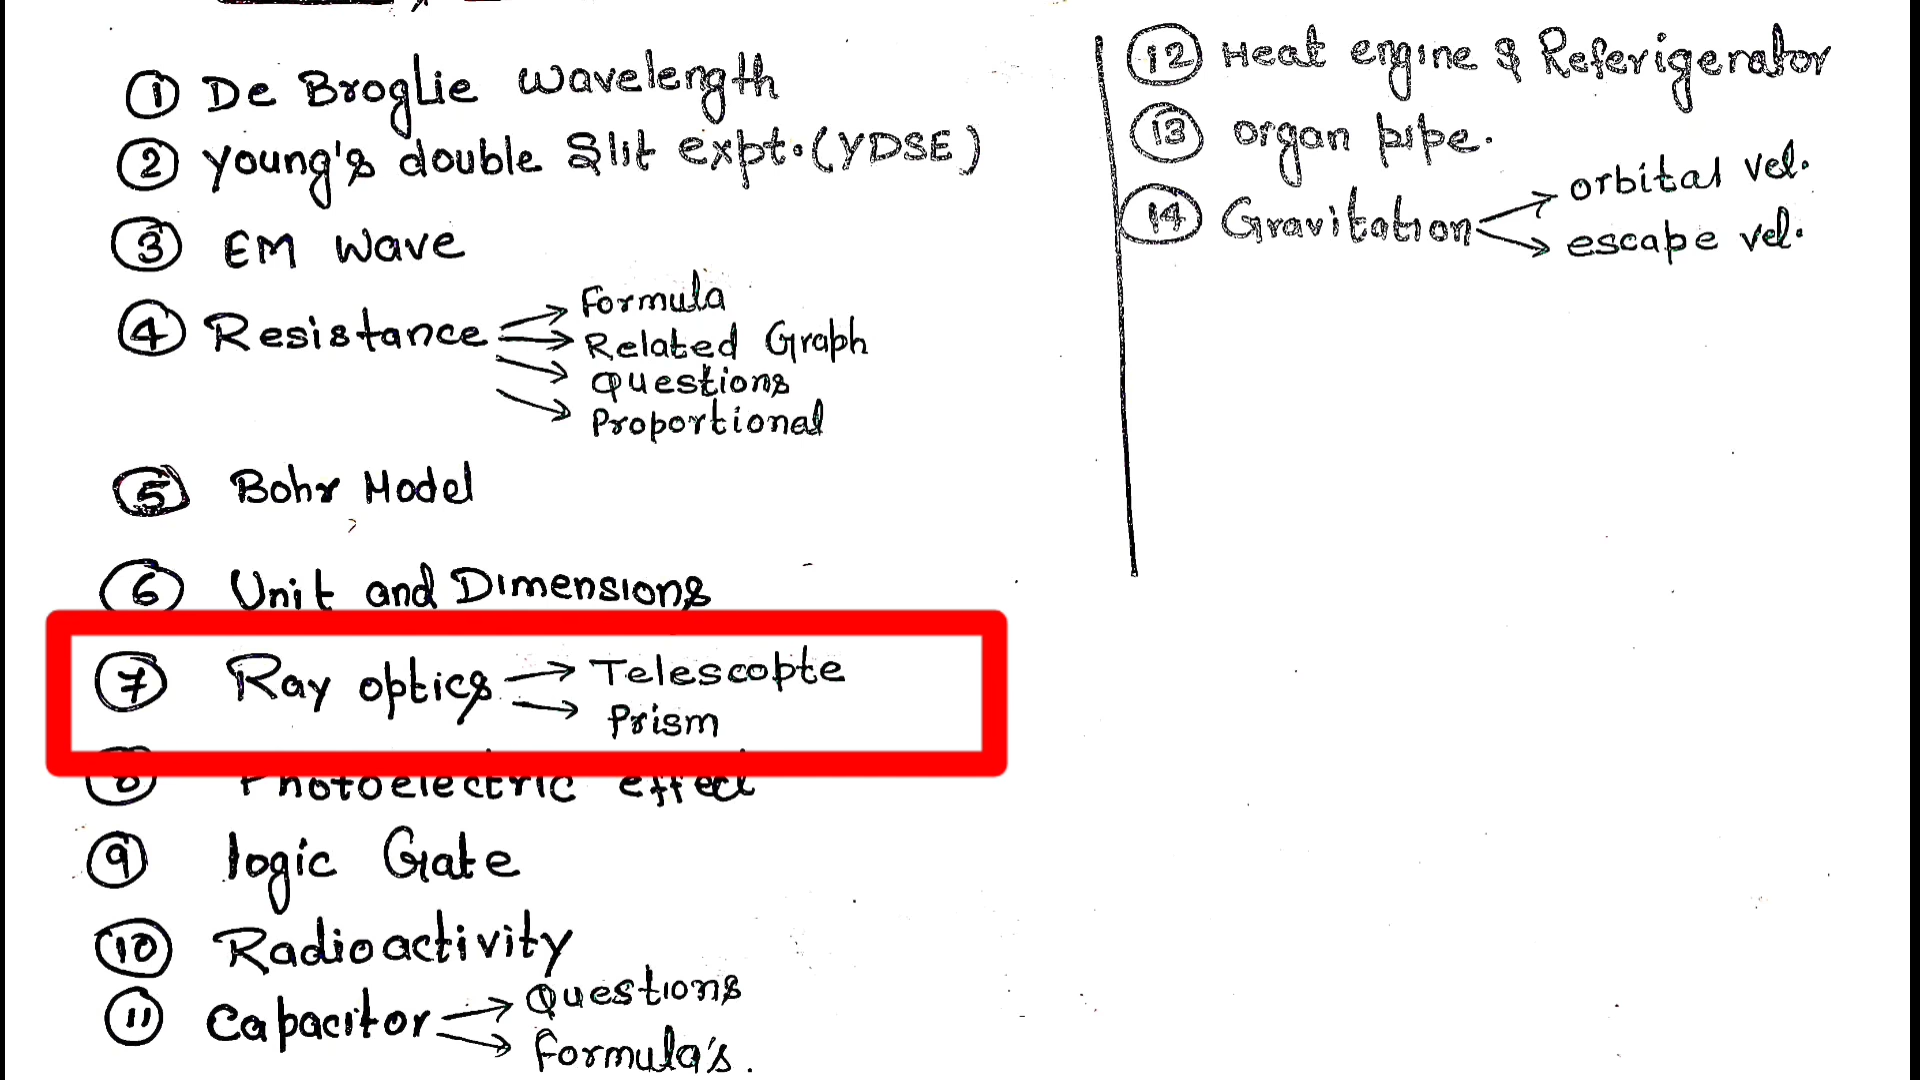 ① De Broglie wavelength
② Young's double slit expt. (YDSE)
③ EM Wave
④ Resistance → Formula
→ Related Graph
→ Questions
→ Proportional
⑤ Bohr Model
⑥ Unit and Dimensions
⑦ Ray optics → Telescopte
→ Prism
⑧ Photoelectric effect
⑨ logic Gate
⑩ Radioactivity
⑪ Capacitor → Questions
→ Formula's.
⑫ Heat engine & Referigerator
⑬ organ pipe.
⑭ Gravitation → orbital vel.
→ escape vel.